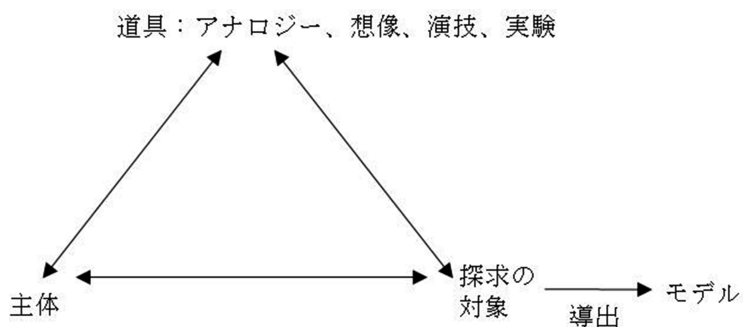 道具：アナロジー、想像、演技、実験
主体
探求の
対象
導出
モデル